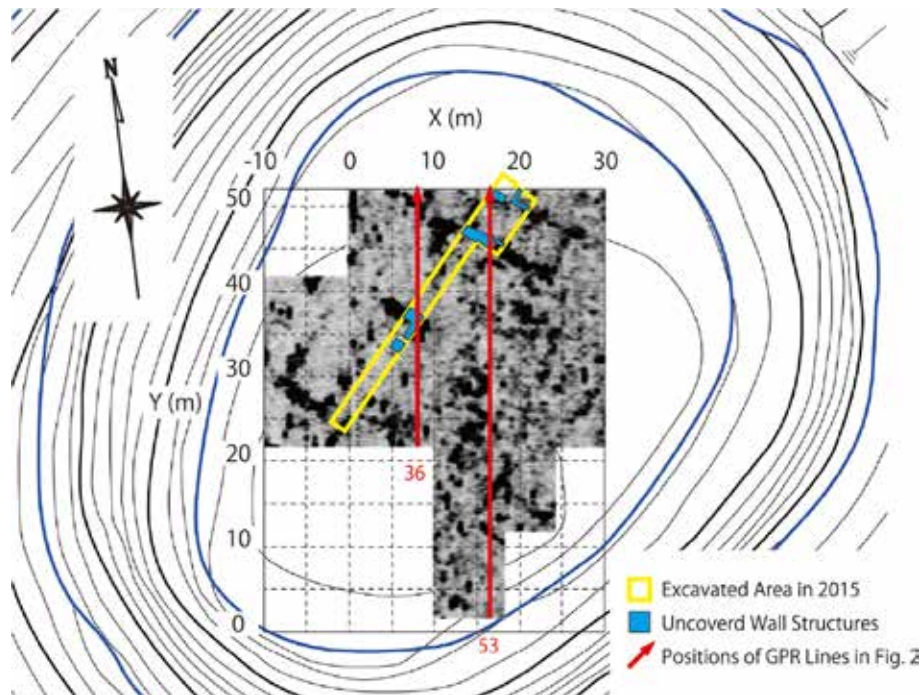 N
X (m)
-10 0 10 20 30
50
40
30
Y (m)
20
36
10
0
53
Excavated Area in 2015
Uncoverd Wall Structures
Positions of GPR Lines in Fig. 2